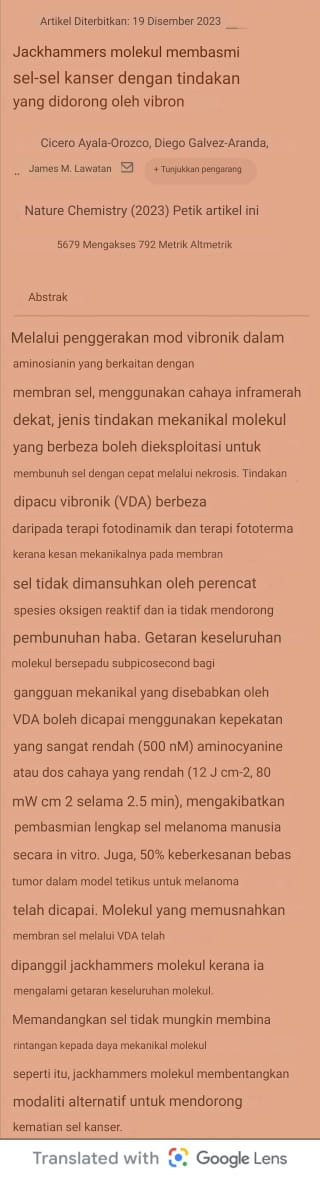 Artikel Diterbitkan: 19 Disember 2023
Jackhammers molekul membasmi
sel-sel kanser dengan tindakan
yang didorong oleh vibron
Cicero Ayala-Orozco, Diego Galvez-Aranda,
.. James M. Lawatan + Tunjukkan pengarang
Nature Chemistry (2023) Petik artikel ini
5679 Mengakses 792 Metrik Altmetrik
Abstrak
Melalui penggerakan mod vibronik dalam
aminosianin yang berkaitan dengan
membran sel, menggunakan cahaya inframerah
dekat, jenis tindakan mekanikal molekul
yang berbeza boleh dieksploitasi untuk
membunuh sel dengan cepat melalui nekrosis. Tindakan
dipacu vibronik (VDA) berbeza
daripada terapi fotodinamik dan terapi fototerma
kerana kesan mekanikalnya pada membran
sel tidak dimansuhkan oleh perencat
spesies oksigen reaktif dan ia tidak mendorong
pembunuhan haba. Getaran keseluruhan
molekul bersepadu subpicosecond bagi
gangguan mekanikal yang disebabkan oleh
VDA boleh dicapai menggunakan kepekatan
yang sangat rendah (500 nM) aminocyanine
atau dos cahaya yang rendah (12 J cm-2, 80
mW cm 2 selama 2.5 min), mengakibatkan
pembasmian lengkap sel melanoma manusia
secara in vitro. Juga, 50% keberkesanan bebas
tumor dalam model tetikus untuk melanoma
telah dicapai. Molekul yang memusnahkan
membran sel melalui VDA telah
dipanggil jackhammers molekul kerana ia
mengalami getaran keseluruhan molekul.
Memandangkan sel tidak mungkin membina
rintangan kepada daya mekanikal molekul
seperti itu, jackhammers molekul membentangkan
modaliti alternatif untuk mendorong
kematian sel kanser.
Translated with Google Lens